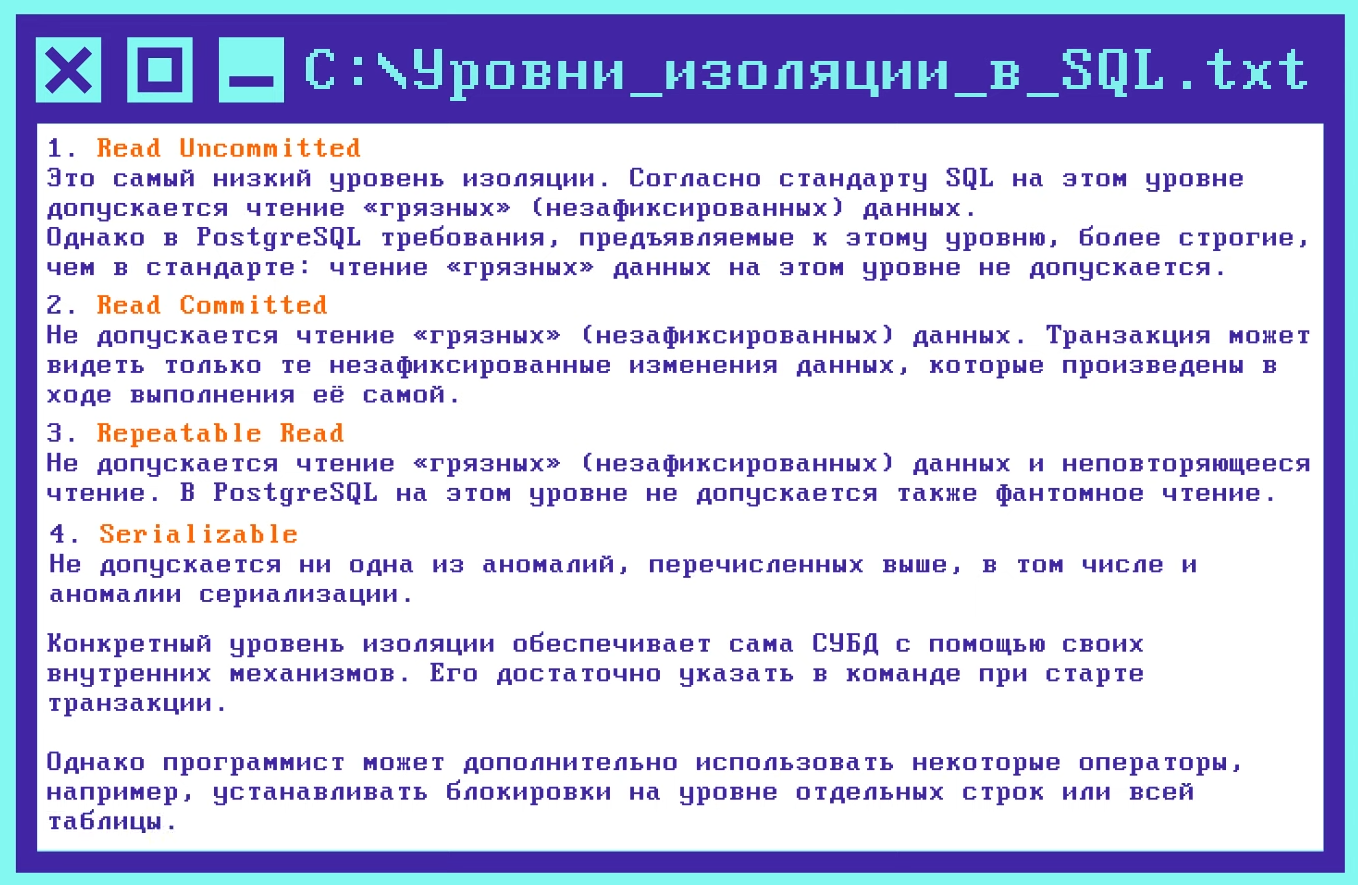 C:\Уровни_изоляции_в_SQL.txt
1. Read Uncommitted
Это самый низкий уровень изоляции. Согласно стандарту SQL на этом уровне
допускается чтение «грязных» (незафиксированных) данных.
Однако в PostgreSQL требования, предъявляемые к этому уровню, более строгие,
чем в стандарте: чтение «грязных» данных на этом уровне не допускается.
2. Read Committed
Не допускается чтение «грязных» (незафиксированных) данных. Транзакция может
видеть только те незафиксированные изменения данных, которые произведены в
ходе выполнения её самой.
3. Repeatable Read
Не допускается чтение «грязных» (незафиксированных) данных и неповторяющееся
чтение. В PostgreSQL на этом уровне не допускается также фантомное чтение.
4. Serializable
Не допускается ни одна из аномалий, перечисленных выше, в том числе и
аномалии сериализации.
Конкретный уровень изоляции обеспечивает сама СУБД с помощью своих
внутренних механизмов. Его достаточно указать в команде при старте
транзакции.
Однако программист может дополнительно использовать некоторые операторы,
например, устанавливать блокировки на уровне отдельных строк или всей
таблицы.